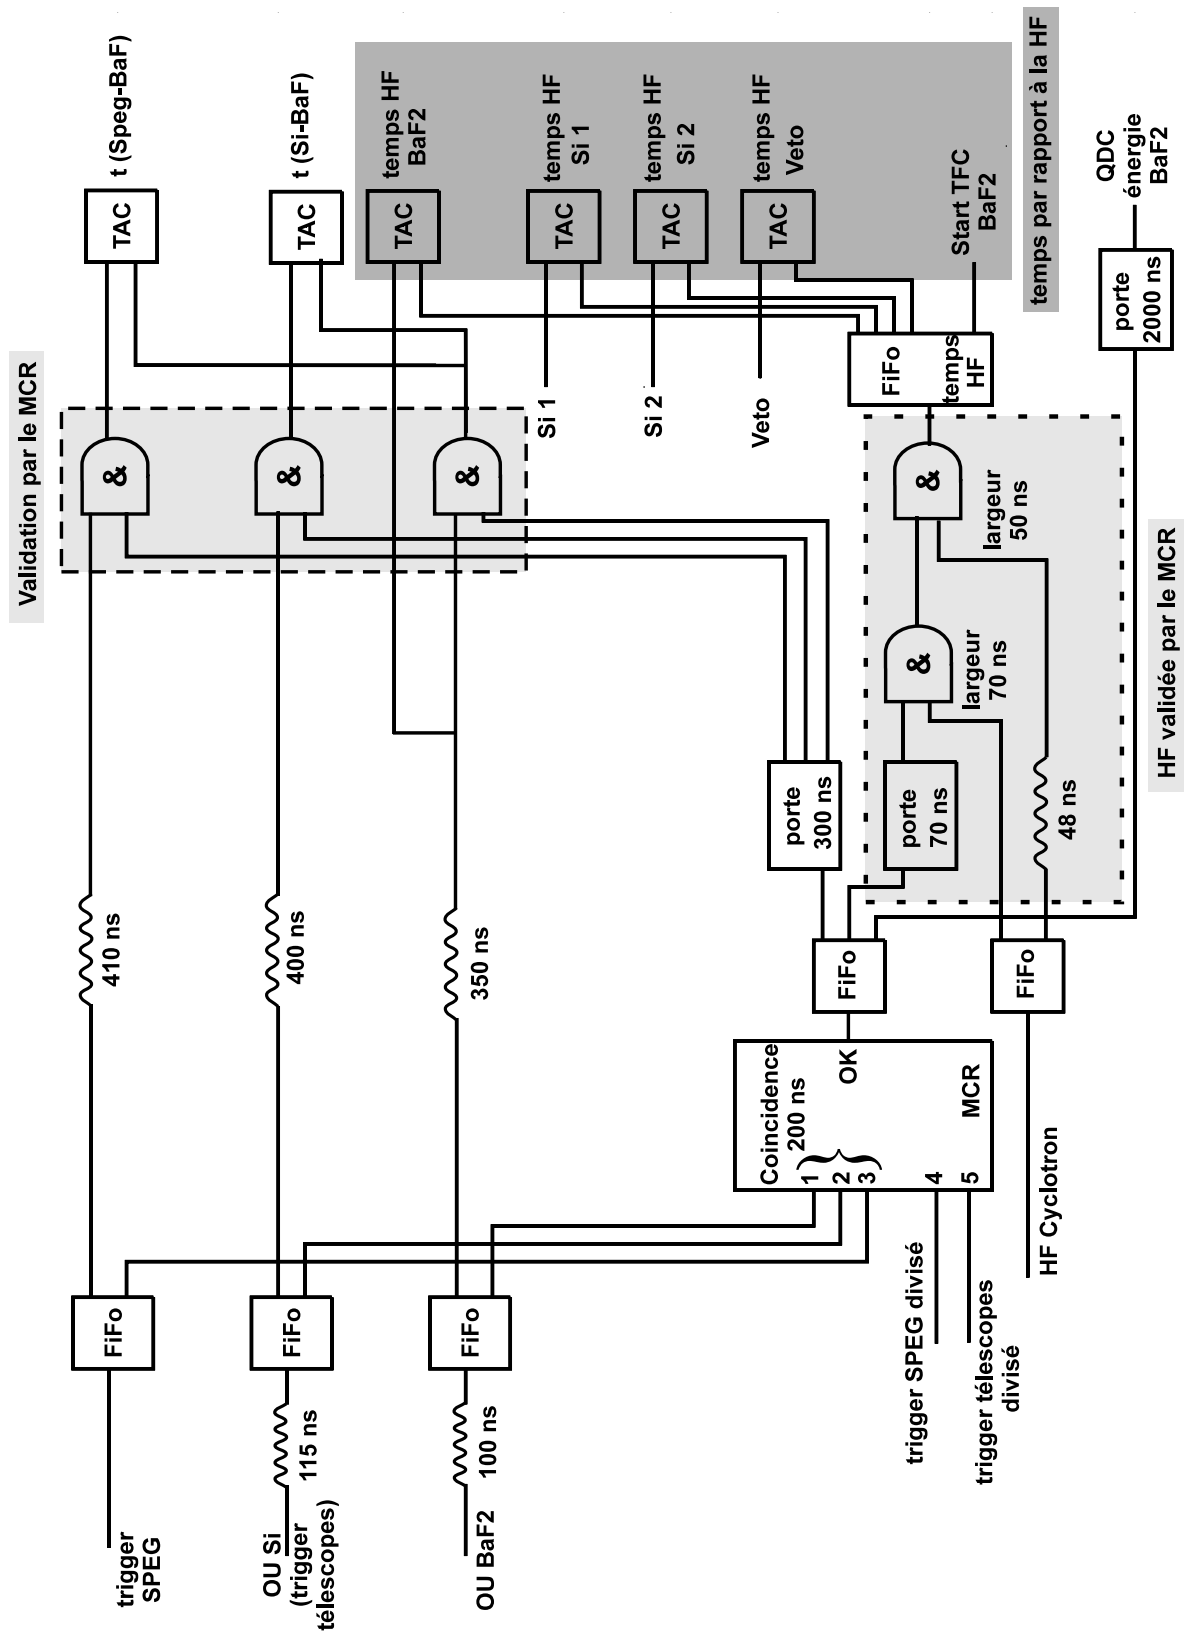 trigger
SPEG
OU Si
(trigger
télescopes)
OU BaF2
115 ns
100 ns
FiFo
FiFo
FiFo
410 ns
400 ns
350 ns
Validation par le MCR
&
&
&
TAC
t (Speg-BaF)
TAC
t (Si-BaF)
TAC
temps HF
BaF2
TAC
temps HF
Si 1
TAC
temps HF
Si 2
TAC
temps HF
Veto
Si 1
Si 2
Veto
Start TFC
BaF2
temps par rapport à la HF
FiFo
temps
HF
QDC
énergie
BaF2
porte
2000 ns
porte
300 ns
porte
70 ns
&
largeur
70 ns
&
largeur
50 ns
48 ns
HF validée par le MCR
FiFo
FiFo
Coincidence
200 ns
OK
MCR
1
2
3
4
5
trigger SPEG divisé
trigger télescopes
divisé
HF Cyclotron